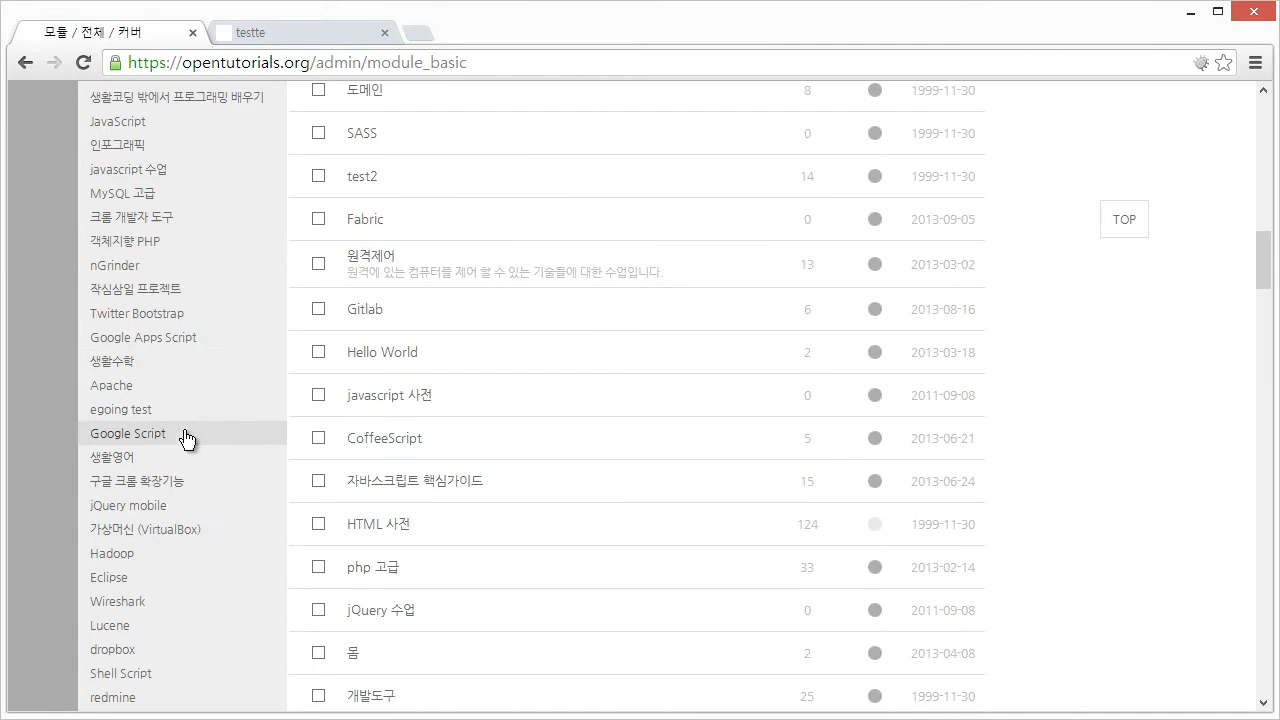 모듈 / 전체 / 커버
testte
https://opentutorials.org/admin/module_basic
생활코딩 밖에서 프로그래밍 배우기
JavaScript
인포그래픽
javascript 수업
MySQL 고급
크롬 개발자 도구
객체지향 PHP
nGrinder
작심삼일 프로젝트
Twitter Bootstrap
Google Apps Script
생활수학
Apache
egoing test
Google Script
생활영어
구글 크롬 확장기능
jQuery mobile
가상머신 (VirtualBox)
Hadoop
Eclipse
Wireshark
Lucene
dropbox
Shell Script
redmine
도메인 8 1999-11-30
SASS 0 1999-11-30
test2 14 1999-11-30
Fabric 0 2013-09-05
원격제어
원격에 있는 컴퓨터를 제어 할 수 있는 기술들에 대한 수업입니다.
13 2013-03-02
Gitlab 6 2013-08-16
Hello World 2 2013-03-18
javascript 사전 0 2011-09-08
CoffeeScript 5 2013-06-21
자바스크립트 핵심가이드 15 2013-06-24
HTML 사전 124 1999-11-30
php 고급 33 2013-02-14
jQuery 수업 0 2011-09-08
몸 2 2013-04-08
개발도구 25 1999-11-30
TOP